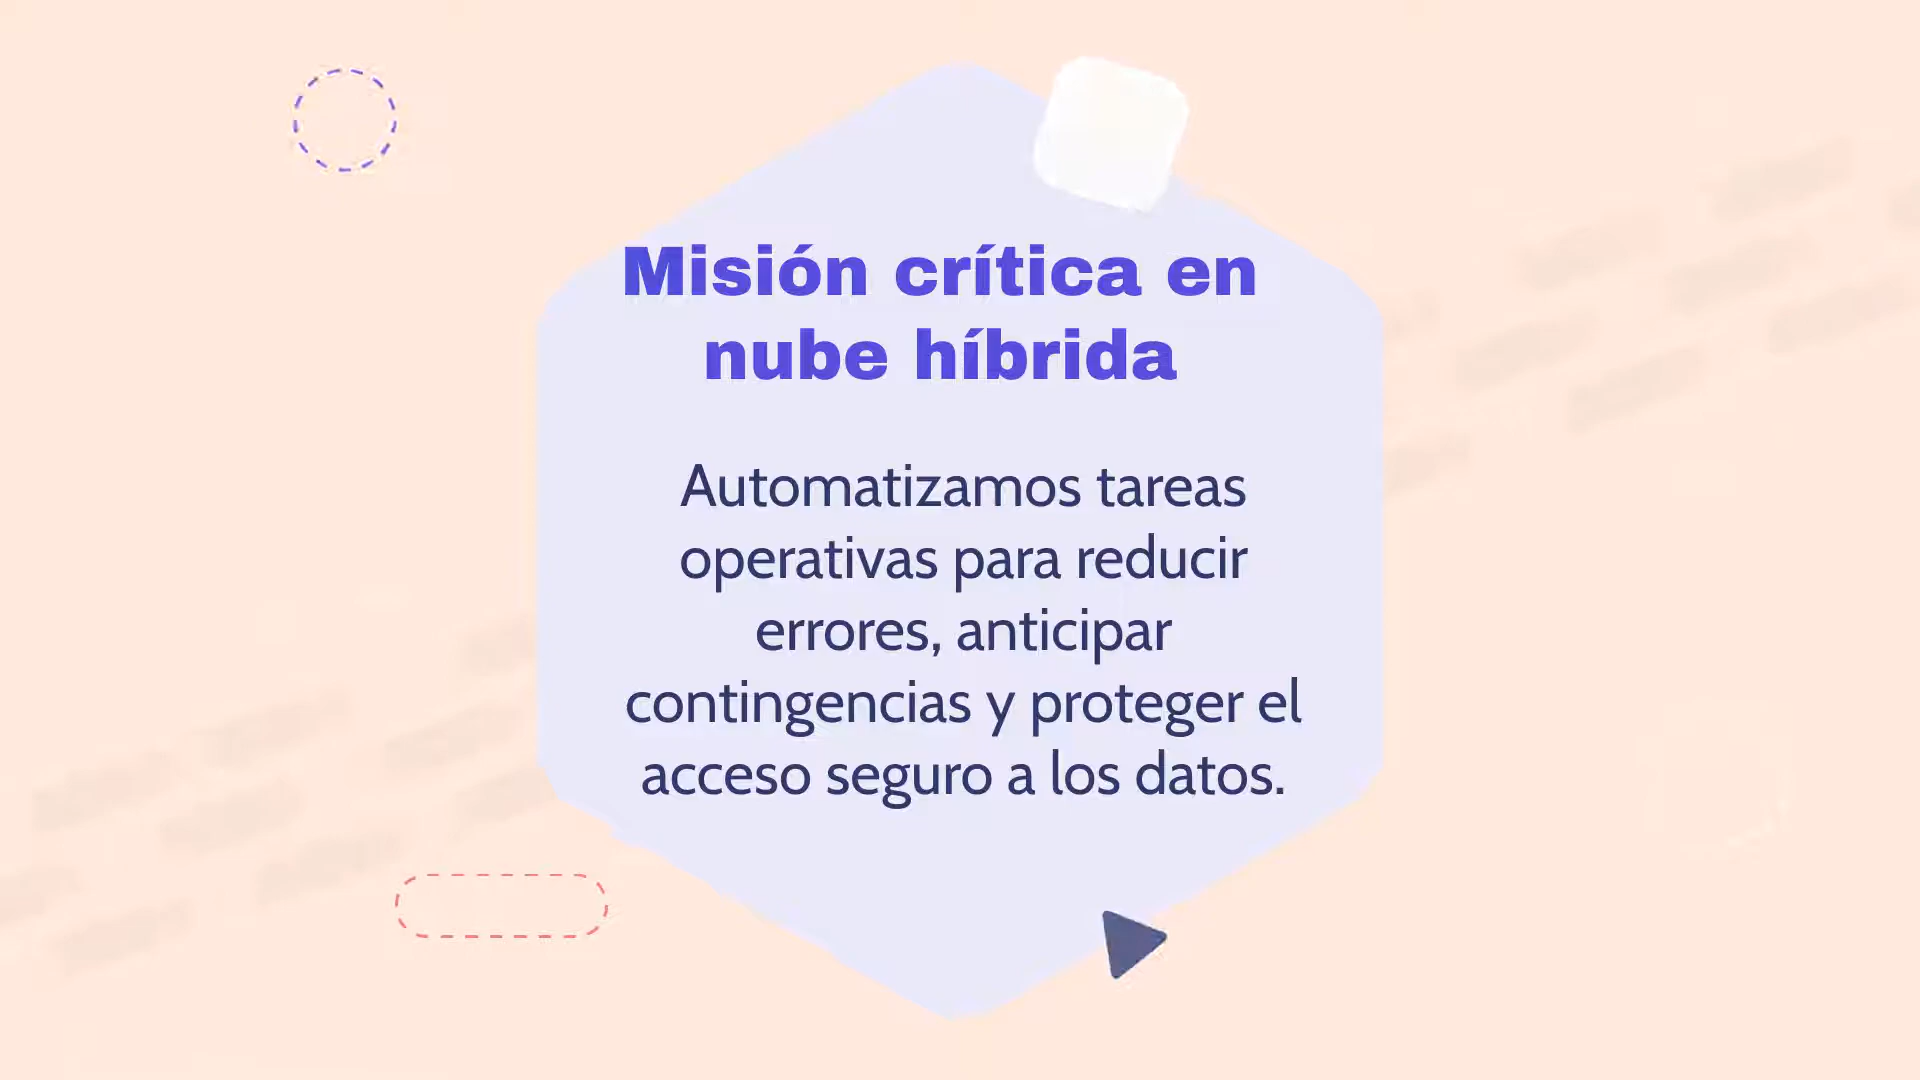 Misión crítica en
nube híbrida
Automatizamos tareas
operativas para reducir
errores, anticipar
contingencias y proteger el
acceso seguro a los datos.